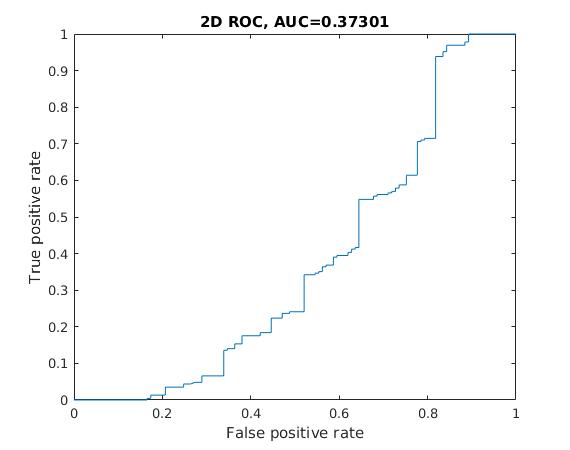 2D ROC, AUC=0.37301
1
0.9
0.8
0.7
0.6
0.5
0.4
0.3
0.2
0.1
0
True positive rate
0 0.2 0.4 0.6 0.8 1
False positive rate